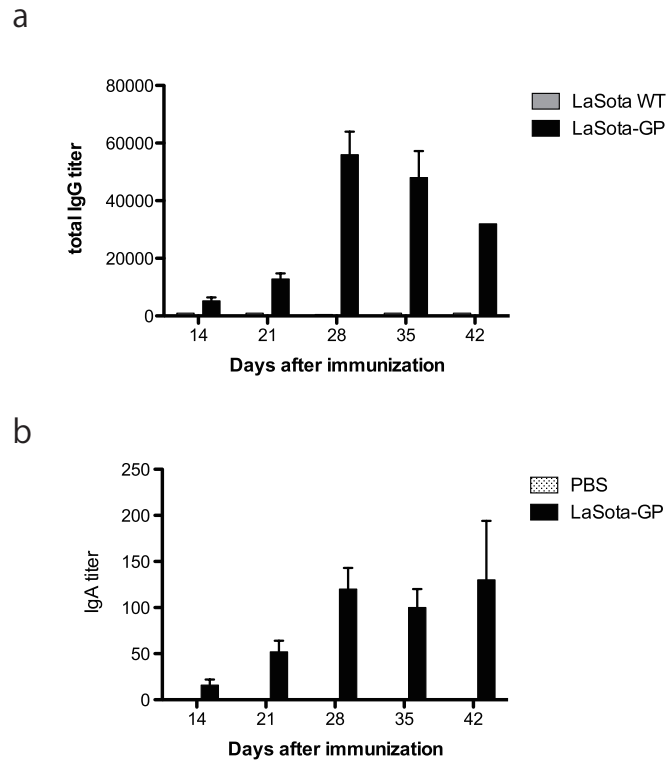 a
80000
60000
40000
20000
0
total IgG titer
14 21 28 35 42
Days after immunization
LaSota WT
LaSota-GP
b
250
200
150
100
50
0
IgA titer
14 21 28 35 42
Days after immunization
PBS
LaSota-GP